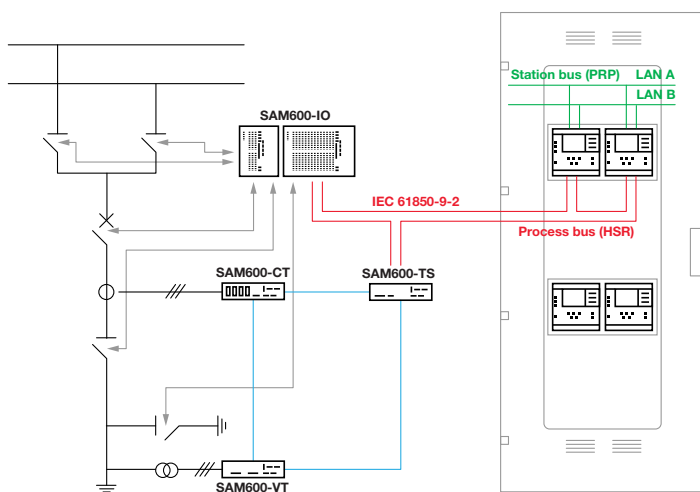 Station bus (PRP)
LAN A
LAN B
SAM600-IO
IEC 61850-9-2
Process bus (HSR)
SAM600-CT
SAM600-TS
SAM600-VT